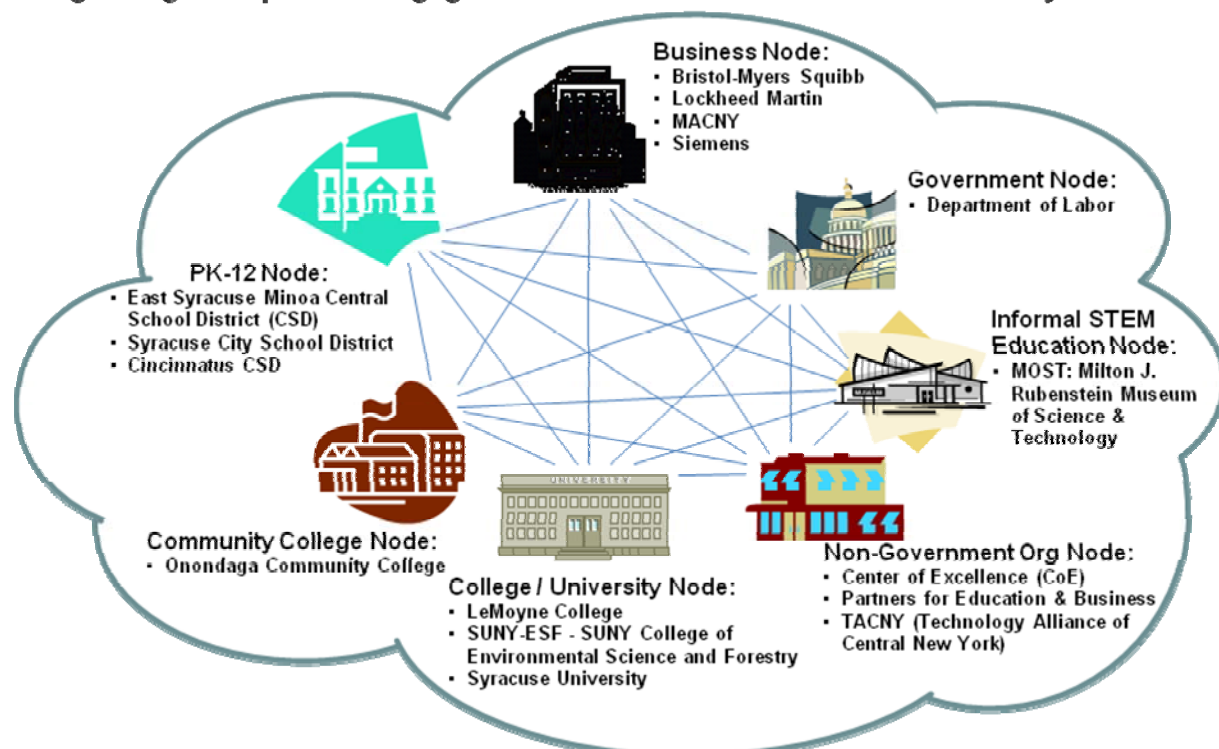 Business Node:
▪ Bristol-Myers Squibb
▪ Lockheed Martin
▪ MACNY
▪ Siemens
Government Node:
▪ Department of Labor
PK-12 Node:
▪ East Syracuse Minoa Central
School District (CSD)
▪ Syracuse City School District
▪ Cincinnatus CSD
Informal STEM
Education Node:
▪ MOST: Milton J.
Rubenstein Museum
of Science &
Technology
UNIVERSITY
Community College Node:
▪ Onondaga Community College
College / University Node:
▪ LeMoyne College
▪ SUNY-ESF - SUNY College of
Environmental Science and Forestry
▪ Syracuse University
Non-Government Org Node:
▪ Center of Excellence (CoE)
▪ Partners for Education & Business
▪ TACNY (Technology Alliance of
Central New York)